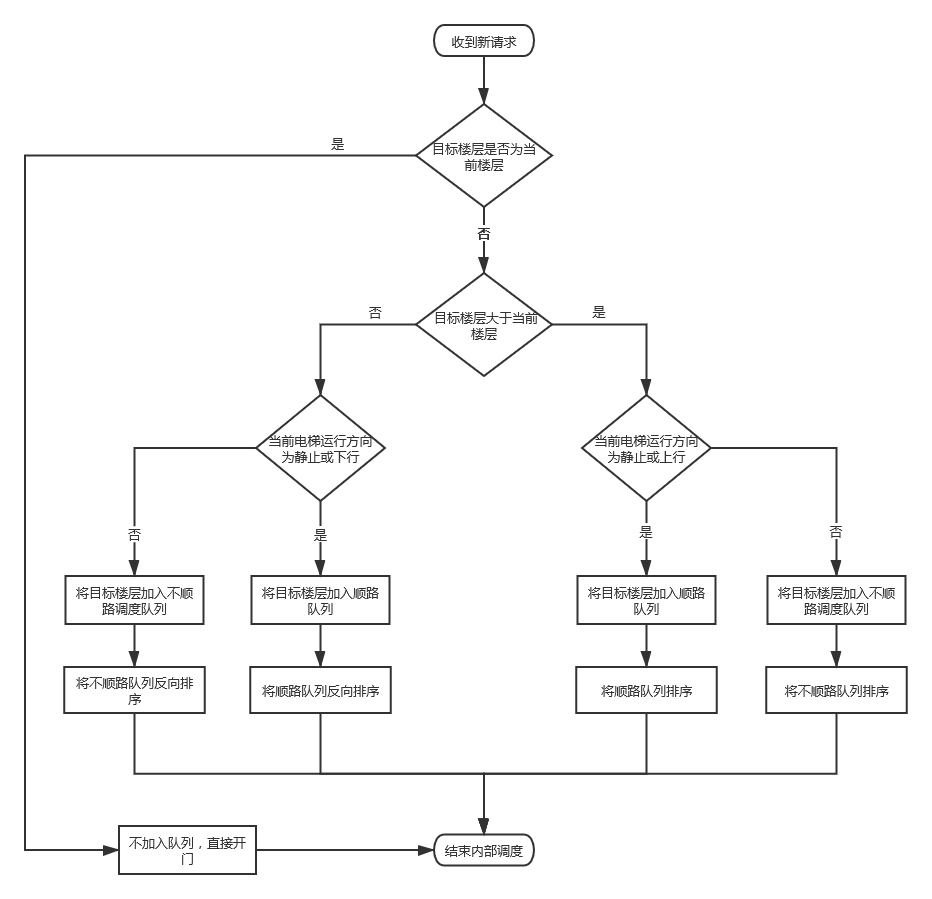 收到新请求
是
目标楼层是否为当
前楼层
否
否
目标楼层大于当前
楼层
是
当前电梯运行方向
为静止或下行
当前电梯运行方向
为静止或上行
否
是
是
否
将目标楼层加入不顺
路调度队列
将目标楼层加入顺路
队列
将目标楼层加入顺路
队列
将目标楼层加入不顺
路调度队列
将不顺路队列反向排
序
将顺路队列反向排序
将顺路队列排序
将不顺路队列排序
不加入队列，直接开
门
结束内部调度